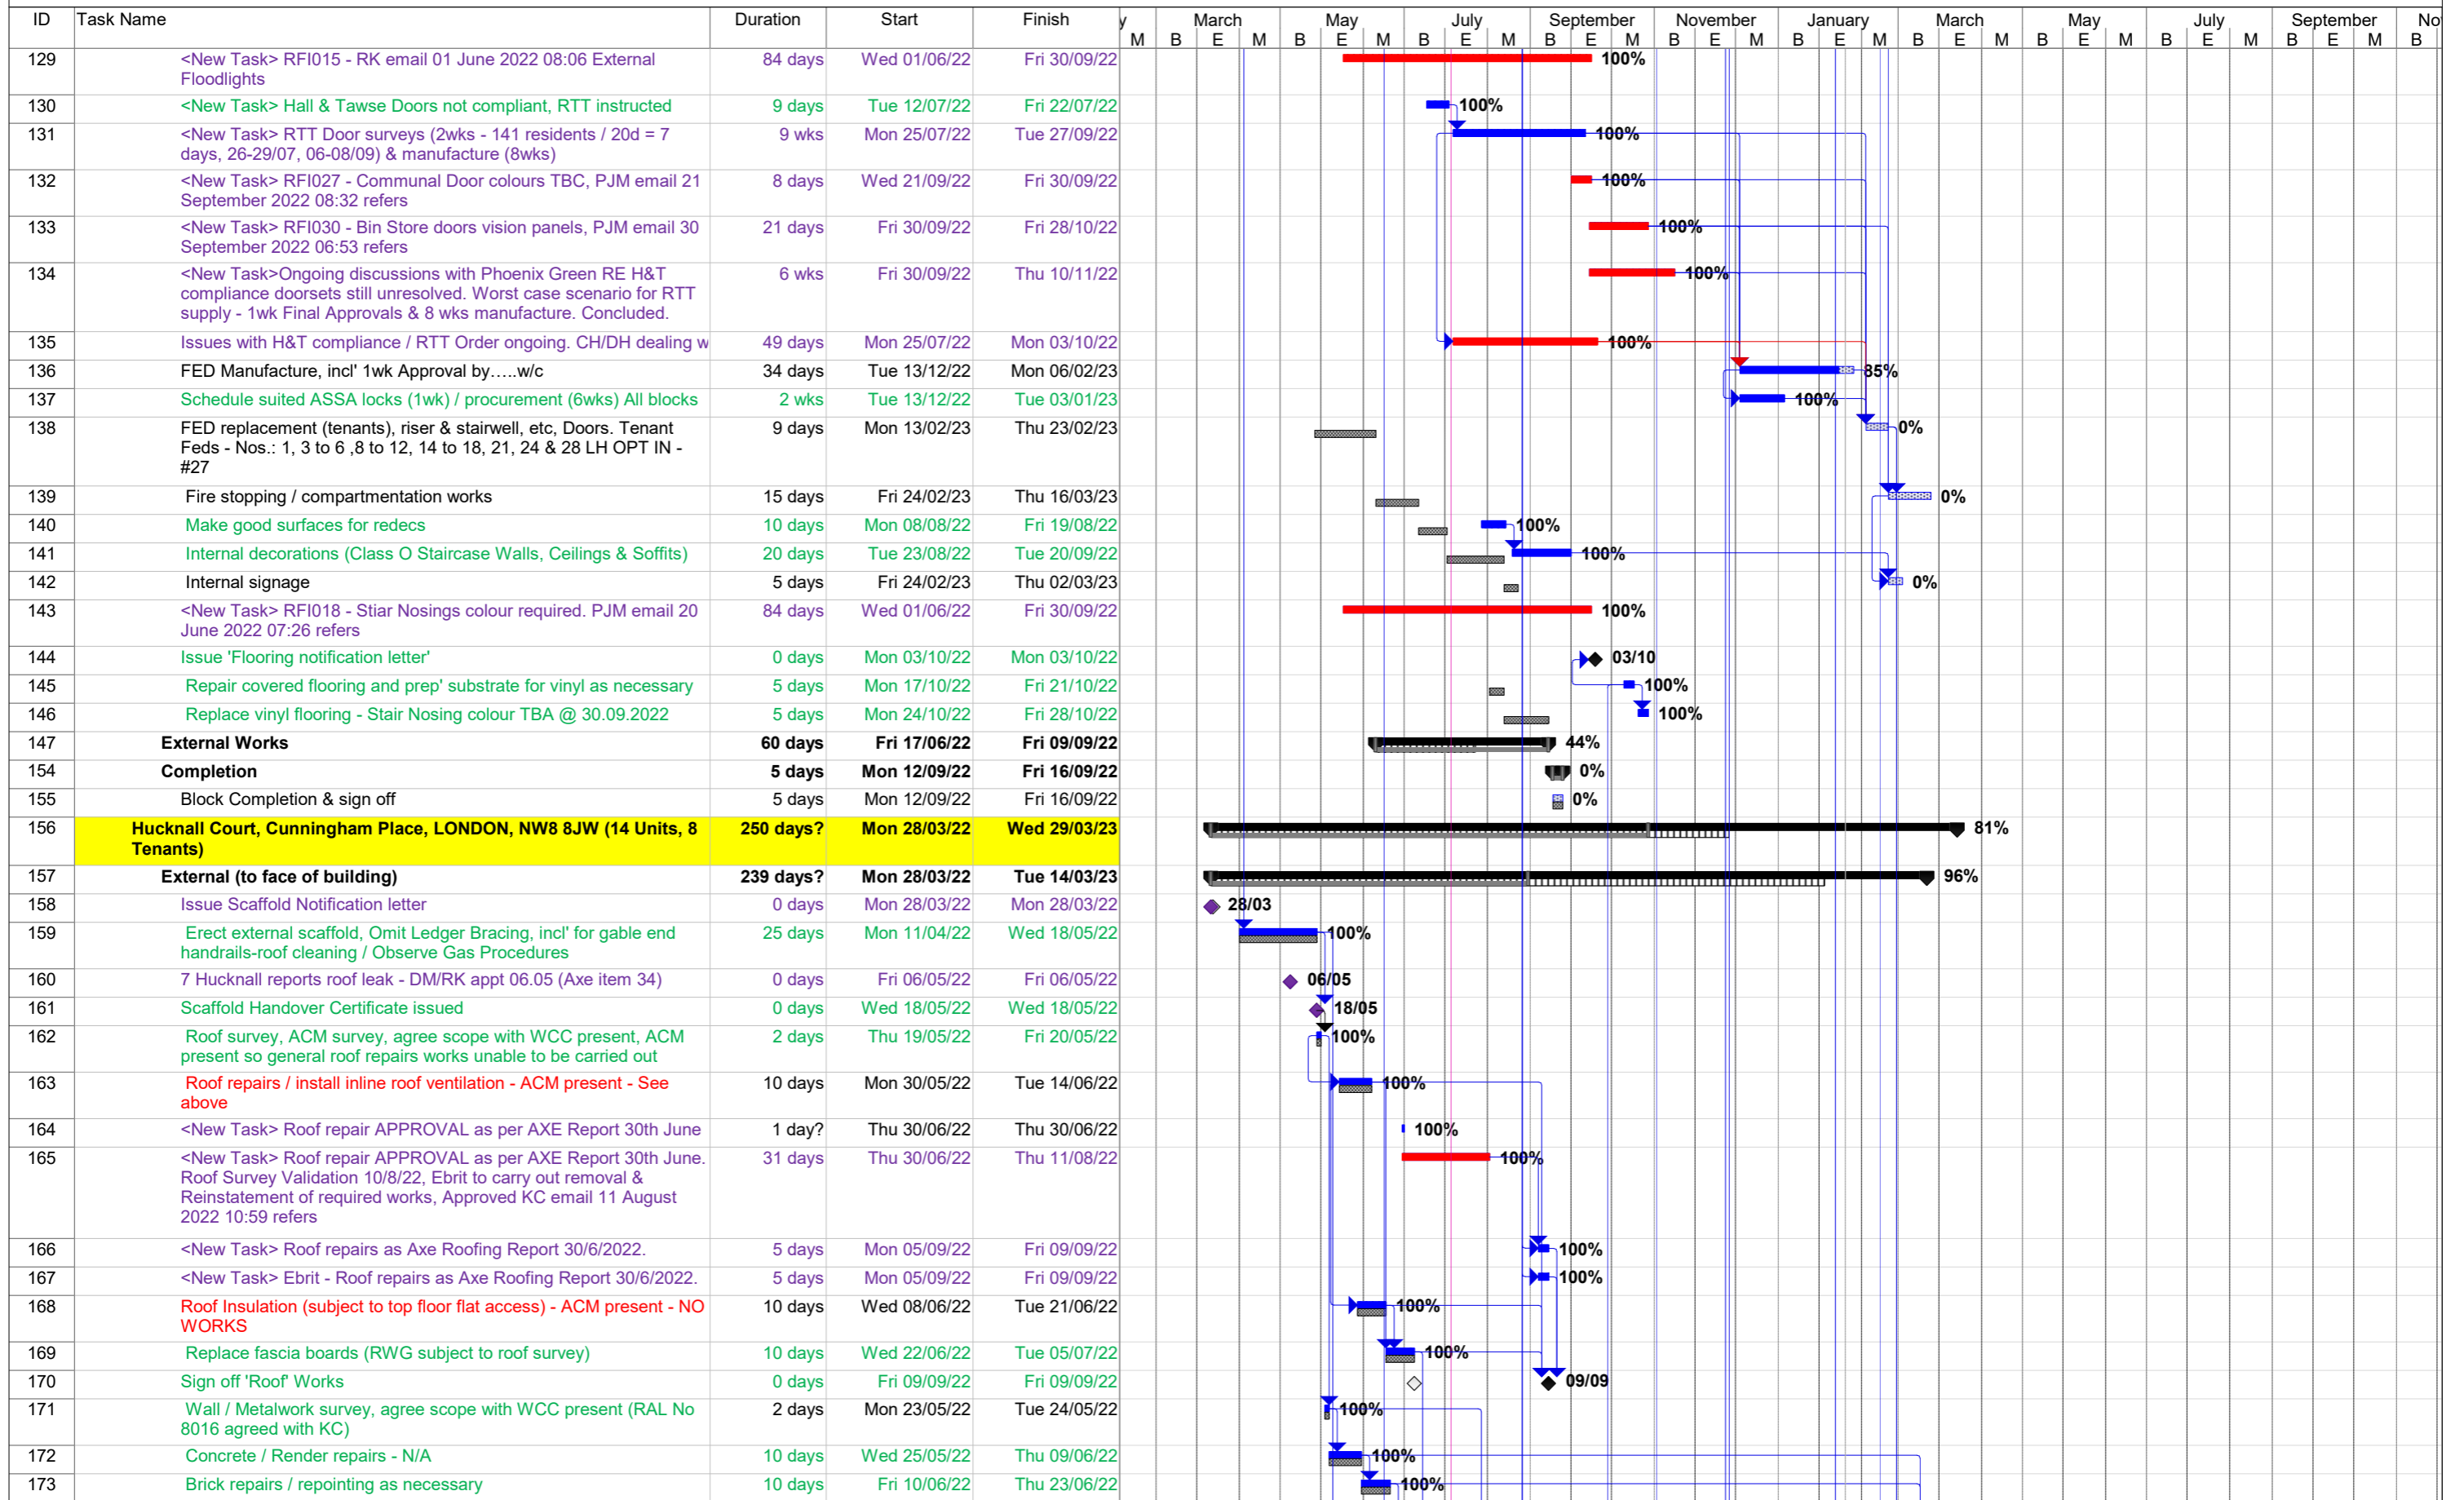 ID Task Name Duration Start Finish y March May July September November January March May July September No
M B E M B E M B E M B E M B E M B E M B E M B E M B E M B E M B
129 <New Task> RFI015 - RK email 01 June 2022 08:06 External 84 days Wed 01/06/22 Fri 30/09/22 100%
Floodlights
130 <New Task> Hall & Tawse Doors not compliant, RTT instructed 9 days Tue 12/07/22 Fri 22/07/22 100%
131 <New Task> RTT Door surveys (2wks - 141 residents / 20d = 7 9 wks Mon 25/07/22 Tue 27/09/22 100%
days, 26-29/07, 06-08/09) & manufacture (8wks)
132 <New Task> RFI027 - Communal Door colours TBC, PJM email 21 8 days Wed 21/09/22 Fri 30/09/22 100%
September 2022 08:32 refers
133 <New Task> RFI030 - Bin Store doors vision panels, PJM email 30 21 days Fri 30/09/22 Fri 28/10/22 100%
September 2022 06:53 refers
134 <New Task>Ongoing discussions with Phoenix Green RE H&T 6 wks Fri 30/09/22 Thu 10/11/22 100%
compliance doorsets still unresolved. Worst case scenario for RTT
supply - 1wk Final Approvals & 8 wks manufacture. Concluded.
135 Issues with H&T compliance / RTT Order ongoing. CH/DH dealing w 49 days Mon 25/07/22 Mon 03/10/22 100%
136 FED Manufacture, incl' 1wk Approval by…..w/c 34 days Tue 13/12/22 Mon 06/02/23 85%
137 Schedule suited ASSA locks (1wk) / procurement (6wks) All blocks 2 wks Tue 13/12/22 Tue 03/01/23 100%
138 FED replacement (tenants), riser & stairwell, etc, Doors. Tenant 9 days Mon 13/02/23 Thu 23/02/23 0%
Feds - Nos.: 1, 3 to 6 ,8 to 12, 14 to 18, 21, 24 & 28 LH OPT IN -
#27
139 Fire stopping / compartmentation works 15 days Fri 24/02/23 Thu 16/03/23 0%
140 Make good surfaces for redecs 10 days Mon 08/08/22 Fri 19/08/22 100%
141 Internal decorations (Class O Staircase Walls, Ceilings & Soffits) 20 days Tue 23/08/22 Tue 20/09/22 100%
142 Internal signage 5 days Fri 24/02/23 Thu 02/03/23 0%
143 <New Task> RFI018 - Stiar Nosings colour required. PJM email 20 84 days Wed 01/06/22 Fri 30/09/22 100%
June 2022 07:26 refers
144 Issue 'Flooring notification letter' 0 days Mon 03/10/22 Mon 03/10/22 03/10
145 Repair covered flooring and prep' substrate for vinyl as necessary 5 days Mon 17/10/22 Fri 21/10/22 100%
146 Replace vinyl flooring - Stair Nosing colour TBA @ 30.09.2022 5 days Mon 24/10/22 Fri 28/10/22 100%
147 External Works 60 days Fri 17/06/22 Fri 09/09/22 44%
154 Completion 5 days Mon 12/09/22 Fri 16/09/22 0%
155 Block Completion & sign off 5 days Mon 12/09/22 Fri 16/09/22 0%
156 Hucknall Court, Cunningham Place, LONDON, NW8 8JW (14 Units, 8 250 days? Mon 28/03/22 Wed 29/03/23 81%
Tenants)
157 External (to face of building) 239 days? Mon 28/03/22 Tue 14/03/23 96%
158 Issue Scaffold Notification letter 0 days Mon 28/03/22 Mon 28/03/22 28/03
159 Erect external scaffold, Omit Ledger Bracing, incl' for gable end 25 days Mon 11/04/22 Wed 18/05/22 100%
handrails-roof cleaning / Observe Gas Procedures
160 7 Hucknall reports roof leak - DM/RK appt 06.05 (Axe item 34) 0 days Fri 06/05/22 Fri 06/05/22 06/05
161 Scaffold Handover Certificate issued 0 days Wed 18/05/22 Wed 18/05/22 18/05
162 Roof survey, ACM survey, agree scope with WCC present, ACM 2 days Thu 19/05/22 Fri 20/05/22 100%
present so general roof repairs works unable to be carried out
163 Roof repairs / install inline roof ventilation - ACM present - See 10 days Mon 30/05/22 Tue 14/06/22 100%
above
164 <New Task> Roof repair APPROVAL as per AXE Report 30th June 1 day? Thu 30/06/22 Thu 30/06/22 100%
165 <New Task> Roof repair APPROVAL as per AXE Report 30th June. 31 days Thu 30/06/22 Thu 11/08/22 100%
Roof Survey Validation 10/8/22, Ebrit to carry out removal &
Reinstatement of required works, Approved KC email 11 August
2022 10:59 refers
166 <New Task> Roof repairs as Axe Roofing Report 30/6/2022. 5 days Mon 05/09/22 Fri 09/09/22 100%
167 <New Task> Ebrit - Roof repairs as Axe Roofing Report 30/6/2022. 5 days Mon 05/09/22 Fri 09/09/22 100%
168 Roof Insulation (subject to top floor flat access) - ACM present - NO 10 days Wed 08/06/22 Tue 21/06/22 100%
WORKS
169 Replace fascia boards (RWG subject to roof survey) 10 days Wed 22/06/22 Tue 05/07/22 100%
170 Sign off 'Roof' Works 0 days Fri 09/09/22 Fri 09/09/22 09/09
171 Wall / Metalwork survey, agree scope with WCC present (RAL No 2 days Mon 23/05/22 Tue 24/05/22 100%
8016 agreed with KC)
172 Concrete / Render repairs - N/A 10 days Wed 25/05/22 Thu 09/06/22 100%
173 Brick repairs / repointing as necessary 10 days Fri 10/06/22 Thu 23/06/22 100%